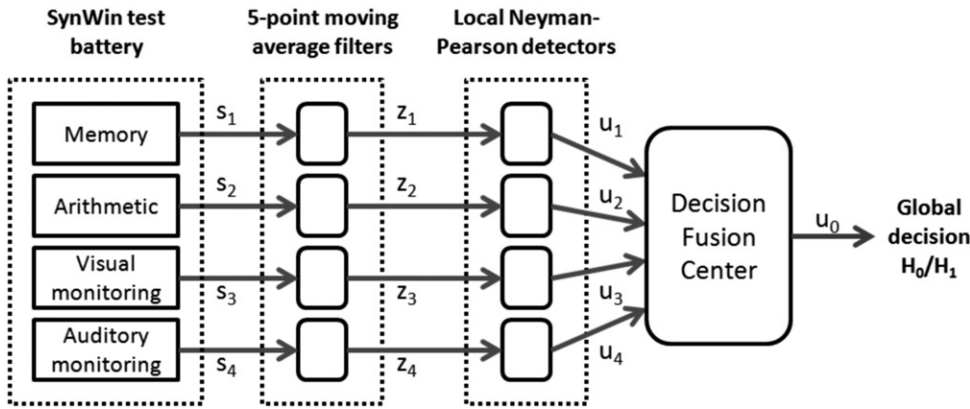 SynWin test
battery
5-point moving
average filters
Local Neyman-
Pearson detectors
Memory
s₁
z₁
u₁
Arithmetic
s₂
z₂
u₂
Visual
monitoring
s₃
z₃
u₃
Auditory
monitoring
s₄
z₄
u₄
Decision
Fusion
Center
u₀
Global
decision
H₀/H₁